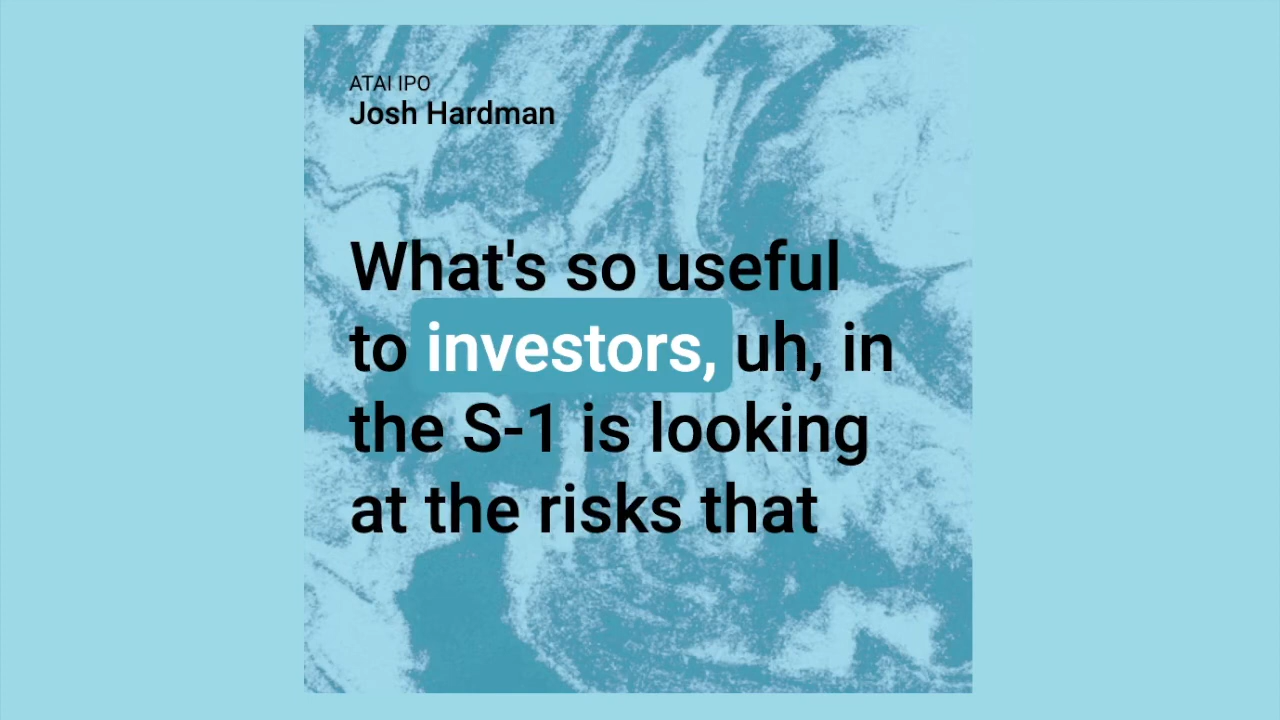 ATAI IPO
Josh Hardman
What's so useful
to investors, uh, in
the S-1 is looking
at the risks that